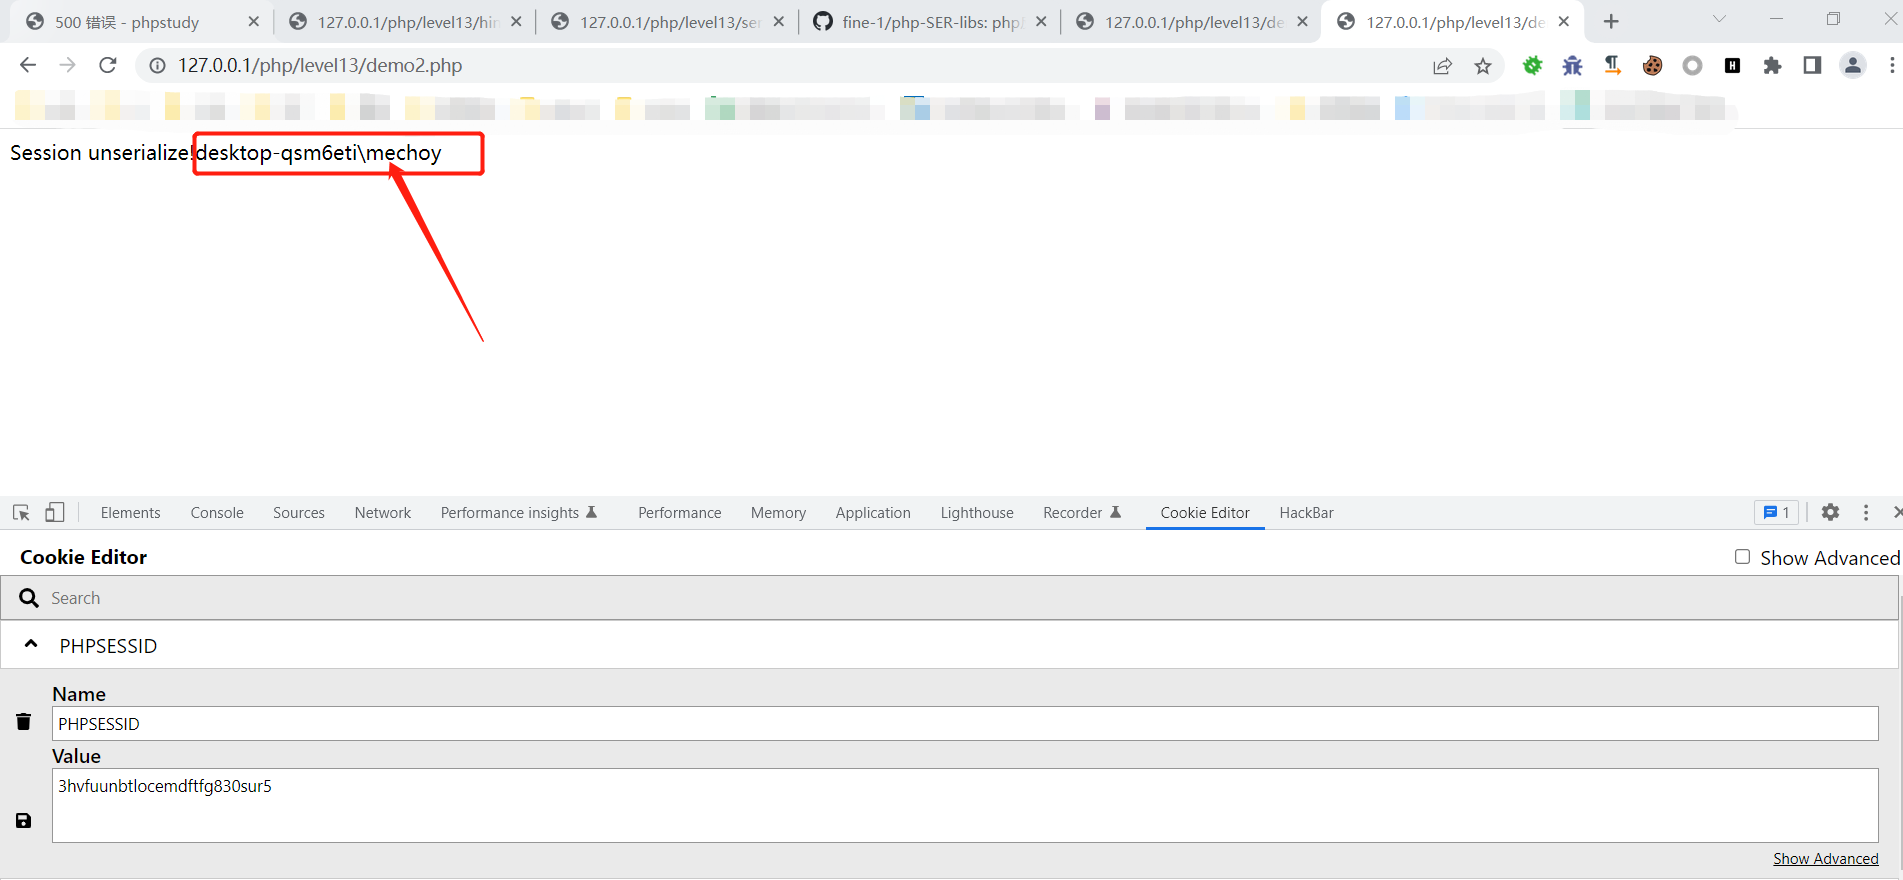 500 错误 - phpstudy
127.0.0.1/php/level13/hin
127.0.0.1/php/level13/ser
fine-1/php-SER-libs: php
127.0.0.1/php/level13/de
127.0.0.1/php/level13/de
127.0.0.1/php/level13/demo2.php
Session unserialize!desktop-qsm6eti\mechoy
Elements Console Sources Network Performance insights Performance Memory Application Lighthouse Recorder Cookie Editor HackBar 1
Cookie Editor Show Advanced
Search
PHPSESSID
Name
PHPSESSID
Value
3hvfuunbtlocemdftfg830sur5
Show Advanced